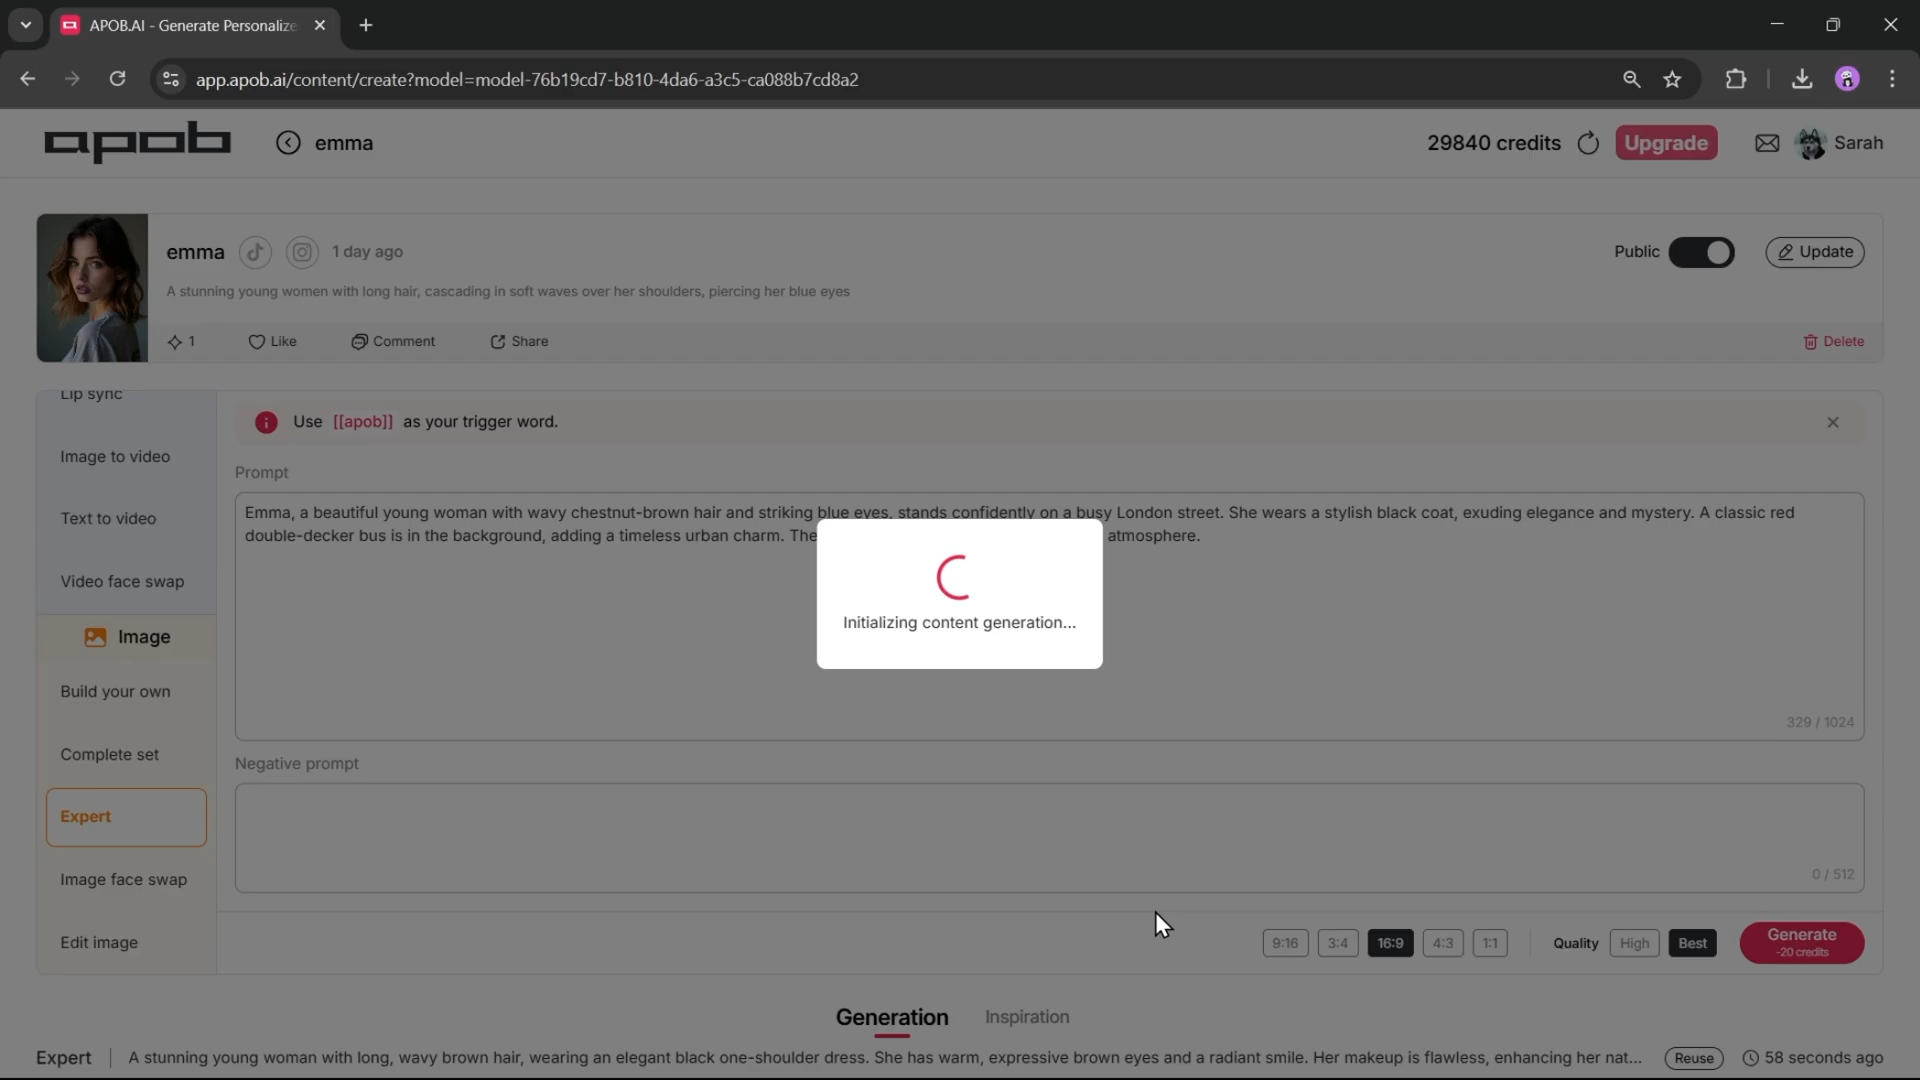 APOB.AI - Generate Personalize
app.apob.ai/content/create?model=model-76b19cd7-b810-4da6-a3c5-ca088b7cd8a2
apob
emma
29840 credits
Upgrade
Sarah
emma
1 day ago
Public
Update
A stunning young women with long hair, cascading in soft waves over her shoulders, piercing her blue eyes
1
Like
Comment
Share
Delete
Lip sync
Use [[apob]] as your trigger word.
Image to video
Prompt
Text to video
Emma, a beautiful young woman with wavy chestnut-brown hair and striking blue eyes, stands confidently on a busy London street. She wears a stylish black coat, exuding elegance and mystery. A classic red
double-decker bus is in the background, adding a timeless urban charm. The
atmosphere.
Initializing content generation...
Video face swap
Image
Build your own
329 / 1024
Complete set
Negative prompt
Expert
Image face swap
0 / 512
Edit image
9:16
3:4
16:9
4:3
1:1
Quality
High
Best
Generate
-20 credits
Generation
Inspiration
Expert
A stunning young woman with long, wavy brown hair, wearing an elegant black one-shoulder dress. She has warm, expressive brown eyes and a radiant smile. Her makeup is flawless, enhancing her nat...
Reuse
58 seconds ago